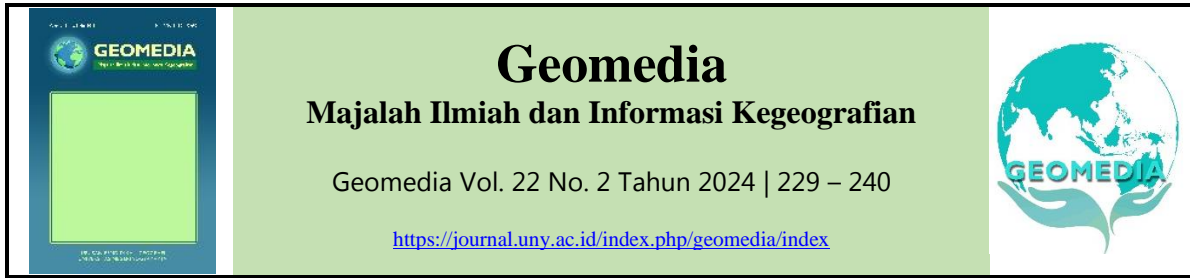 GEOMEDIA
Geomedia
Majalah Ilmiah dan Informasi Kegeografian
Geomedia Vol. 22 No. 2 Tahun 2024 | 229 – 240
https://journal.uny.ac.id/index.php/geomedia/index
GEOMEDIA